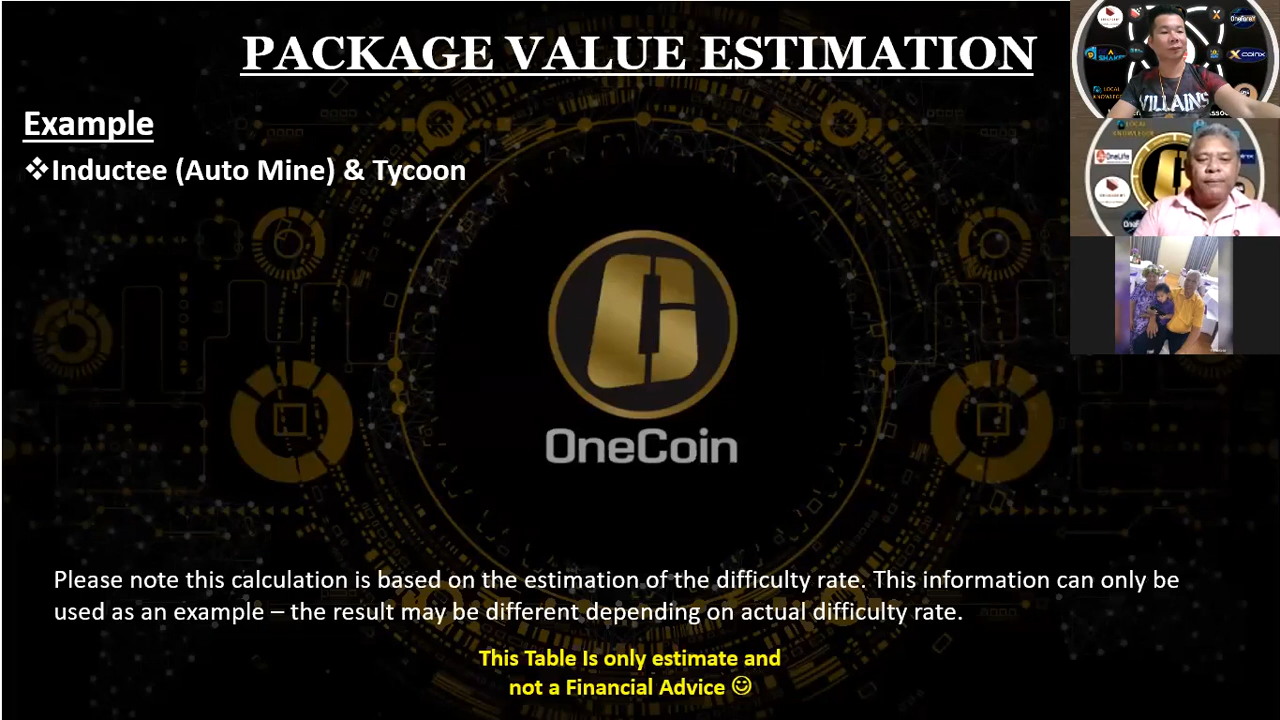 PACKAGE VALUE ESTIMATION
Example
❖Inductee (Auto Mine) & Tycoon
OneCoin
Please note this calculation is based on the estimation of the difficulty rate. This information can only be
used as an example – the result may be different depending on actual difficulty rate.
This Table Is only estimate and
not a Financial Advice ☺
VILLAINS
OneLife